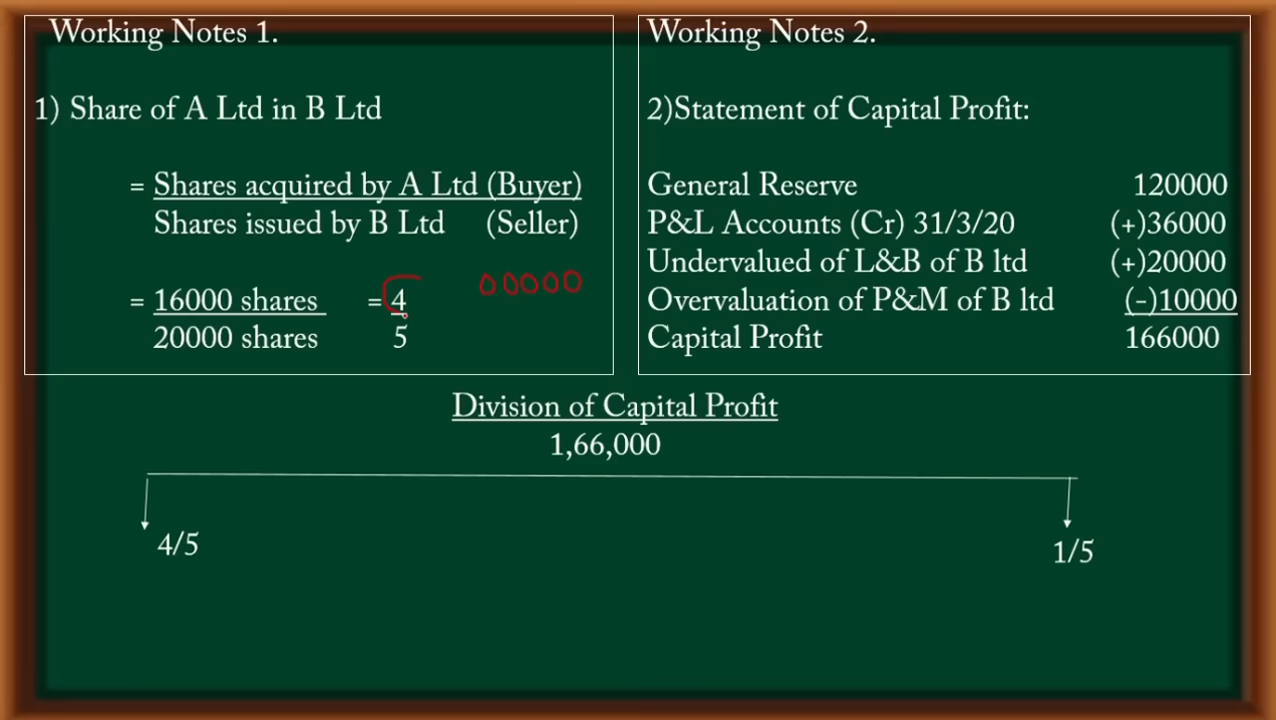 Working Notes 1.
1) Share of A Ltd in B Ltd
= Shares acquired by A Ltd (Buyer)
Shares issued by B Ltd (Seller)
= 16000 shares = 4
20000 shares 5
00000
Working Notes 2.
2)Statement of Capital Profit:
General Reserve 120000
P&L Accounts (Cr) 31/3/20 (+)36000
Undervalued of L&B of B ltd (+)20000
Overvaluation of P&M of B ltd (-)10000
Capital Profit 166000
Division of Capital Profit
1,66,000
4/5 1/5